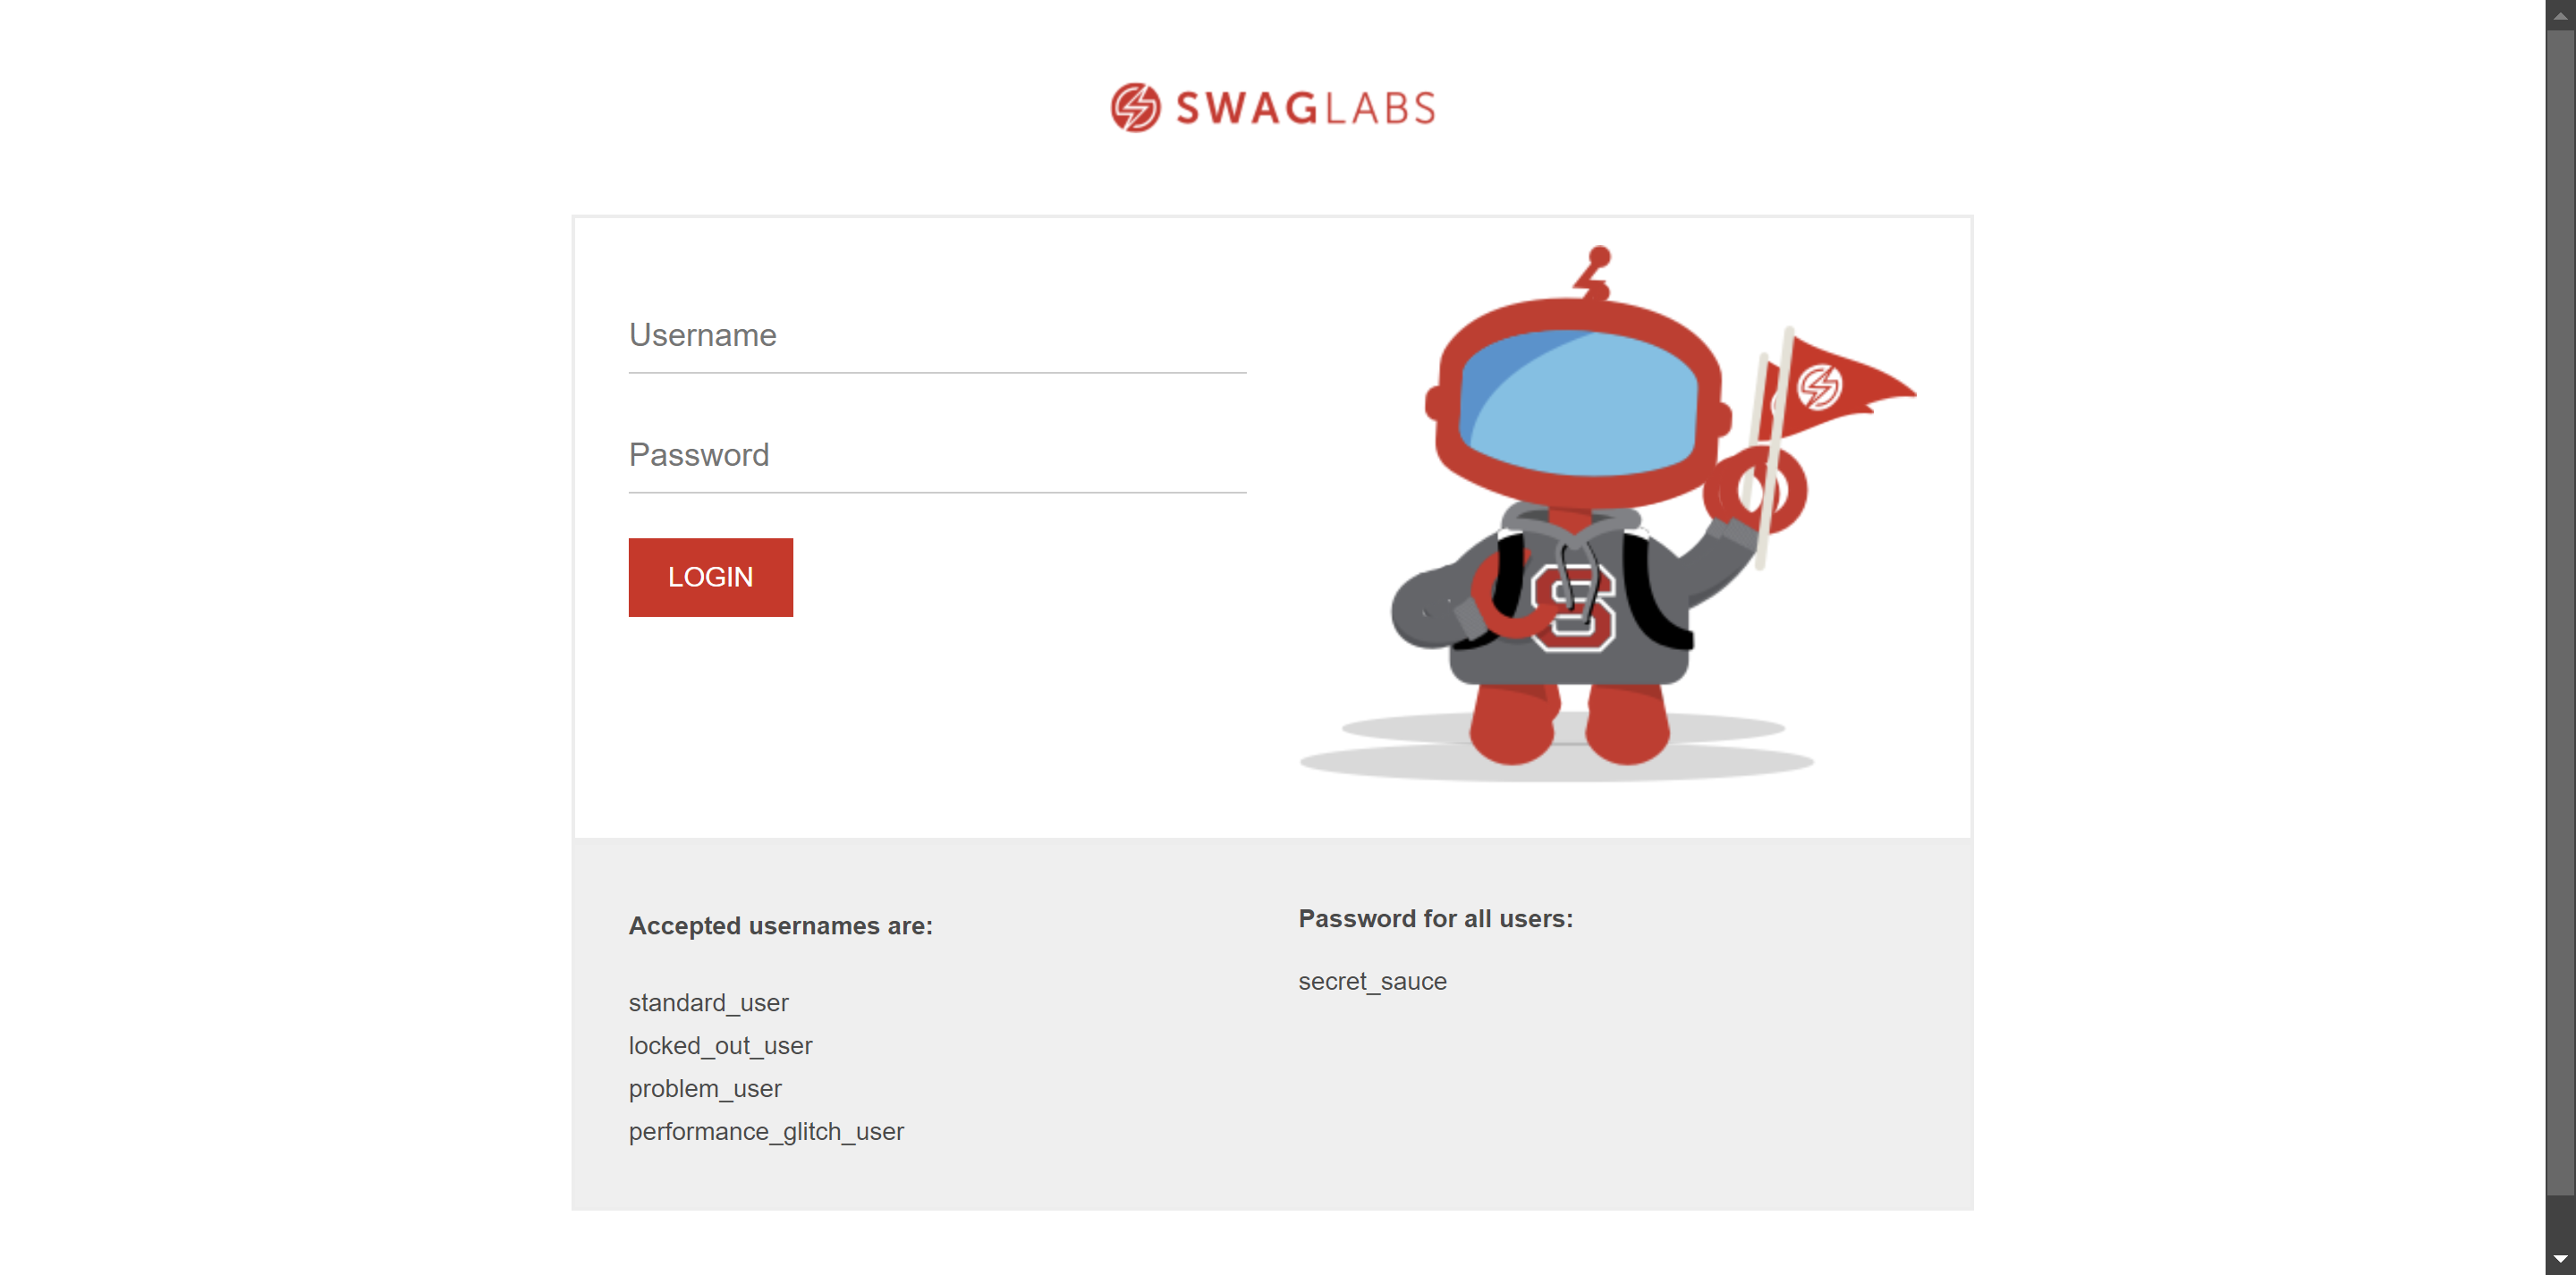 SWAGLABS
Username
Password
LOGIN
S
Accepted usernames are:
standard_user
locked_out_user
problem_user
performance_glitch_user
Password for all users:
secret_sauce